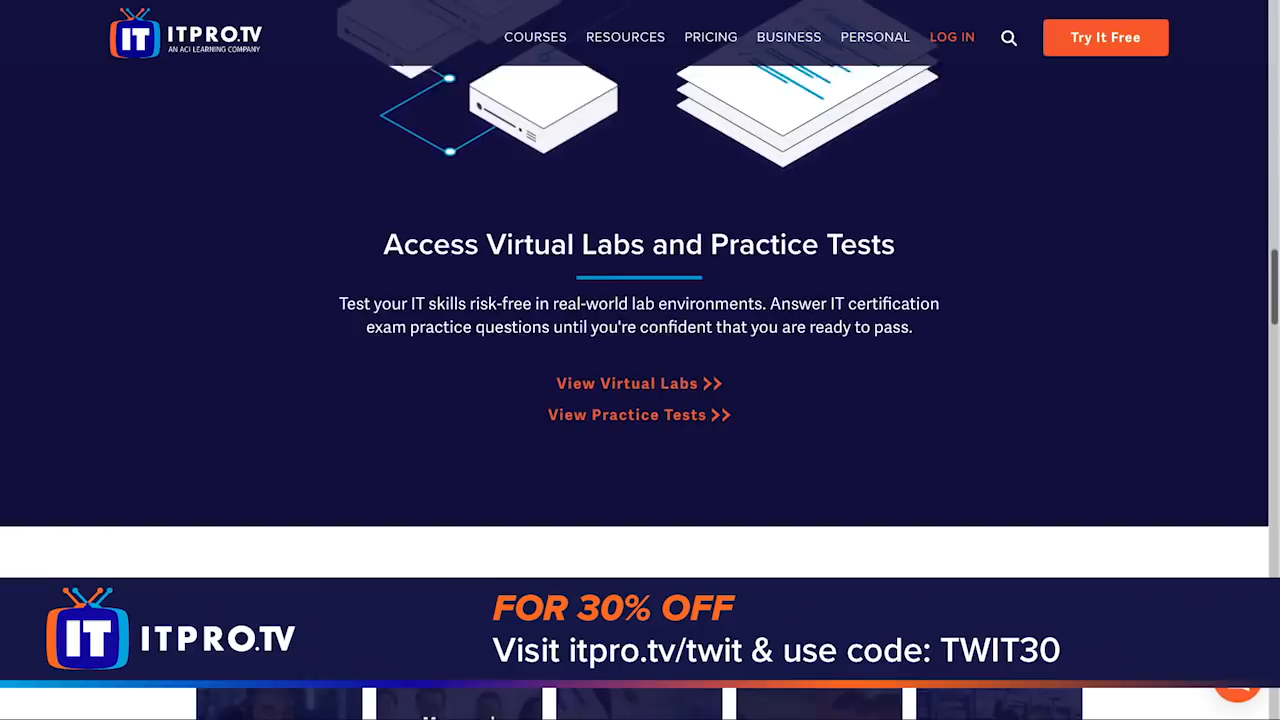 IT ITPRO.TV
AN ACI LEARNING COMPANY
COURSES RESOURCES PRICING BUSINESS PERSONAL LOG IN Try It Free
Access Virtual Labs and Practice Tests
Test your IT skills risk-free in real-world lab environments. Answer IT certification
exam practice questions until you're confident that you are ready to pass.
View Virtual Labs >>
View Practice Tests >>
IT ITPRO.TV
FOR 30% OFF
Visit itpro.tv/twit & use code: TWIT30